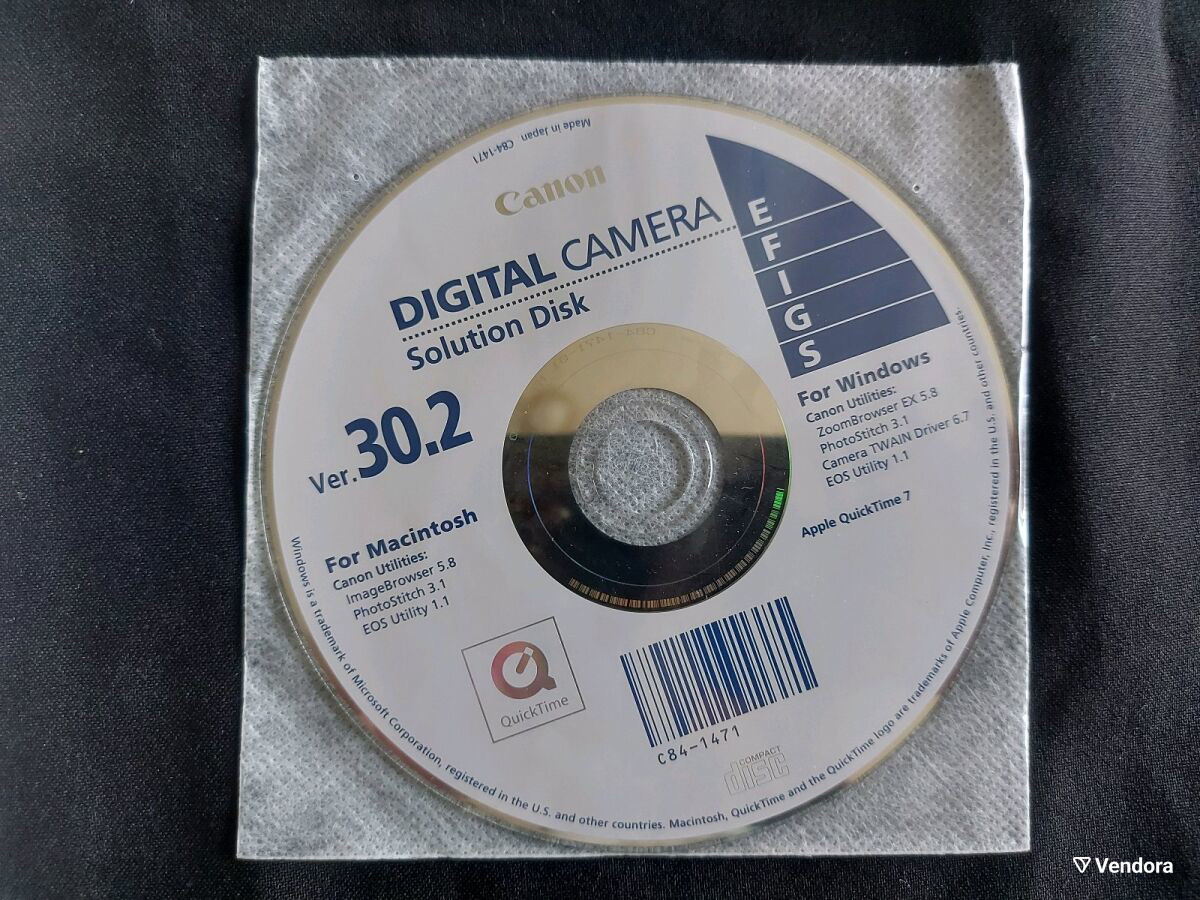 Made in Japan C84-1471
Canon
DIGITAL CAMERA
Solution Disk
Ver.30.2
E
F
I
G
S
For Windows
Canon Utilities:
ZoomBrowser EX 5.8
PhotoStitch 3.1
Camera TWAIN Driver 6.7
EOS Utility 1.1
Apple QuickTime 7
For Macintosh
Canon Utilities:
ImageBrowser 5.8
PhotoStitch 3.1
EOS Utility 1.1
QuickTime
C84-1471
COMPACT
disc
Windows is a trademark of Microsoft Corporation, registered in the U.S. and other countries. Macintosh, QuickTime and the QuickTime logo are trademarks of Apple Computer, Inc., registered in the U.S. and other countries.
Vendora